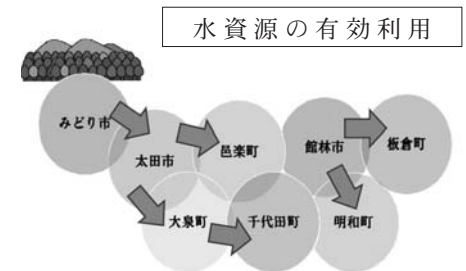 水資源の有効利用
みどり市
太田市
邑楽町
館林市
板倉町
大泉町
千代田町
明和町